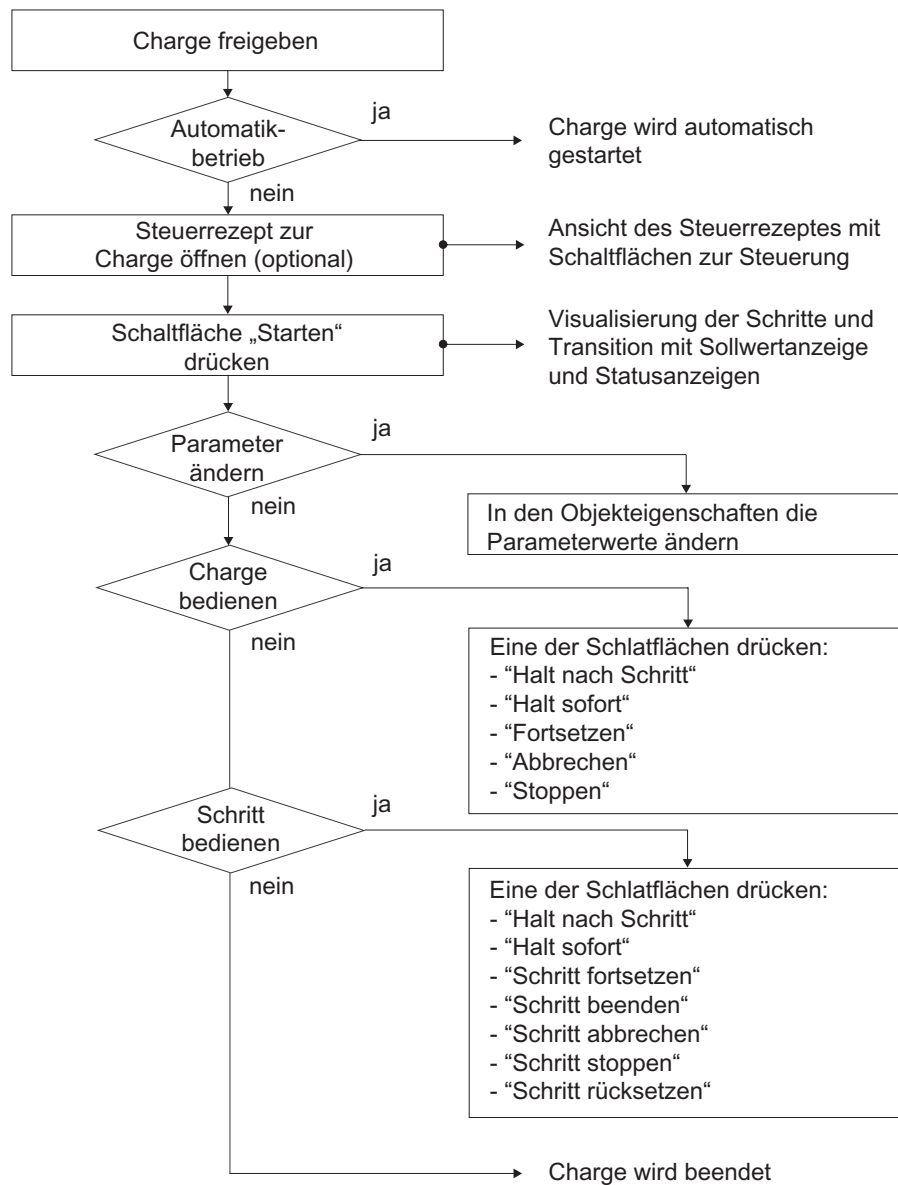 Charge freigeben
ja
Automatik-
betrieb
Charge wird automatisch
gestartet
nein
Steuerrezept zur
Charge öffnen (optional)
Ansicht des Steuerrezeptes mit
Schaltflächen zur Steuerung
Schaltfläche „Starten“
drücken
Visualisierung der Schritte und
Transition mit Sollwertanzeige
und Statusanzeigen
ja
Parameter
ändern
nein
In den Objekteigenschaften die
Parameterwerte ändern
ja
Charge
bedienen
nein
Eine der Schlatflächen drücken:
- “Halt nach Schritt“
- “Halt sofort“
- “Fortsetzen“
- “Abbrechen“
- “Stoppen“
ja
Schritt
bedienen
nein
Eine der Schlatflächen drücken:
- “Halt nach Schritt“
- “Halt sofort“
- “Schritt fortsetzen“
- “Schritt beenden“
- “Schritt abbrechen“
- “Schritt stoppen“
- “Schritt rücksetzen“
Charge wird beendet